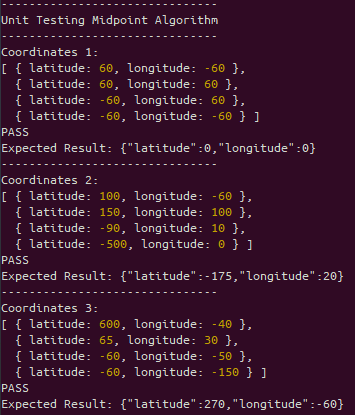 -------------------------------
Unit Testing Midpoint Algorithm
-------------------------------
Coordinates 1:
[ { latitude: 60, longitude: -60 },
  { latitude: 60, longitude: 60 },
  { latitude: -60, longitude: 60 },
  { latitude: -60, longitude: -60 } ]
PASS
Expected Result: {"latitude":0,"longitude":0}
-------------------------------
Coordinates 2:
[ { latitude: 100, longitude: -60 },
  { latitude: 150, longitude: 100 },
  { latitude: -90, longitude: 10 },
  { latitude: -500, longitude: 0 } ]
PASS
Expected Result: {"latitude":-175,"longitude":20}
-------------------------------
Coordinates 3:
[ { latitude: 600, longitude: -40 },
  { latitude: 65, longitude: 30 },
  { latitude: -60, longitude: -50 },
  { latitude: -60, longitude: -150 } ]
PASS
Expected Result: {"latitude":270,"longitude":-60}